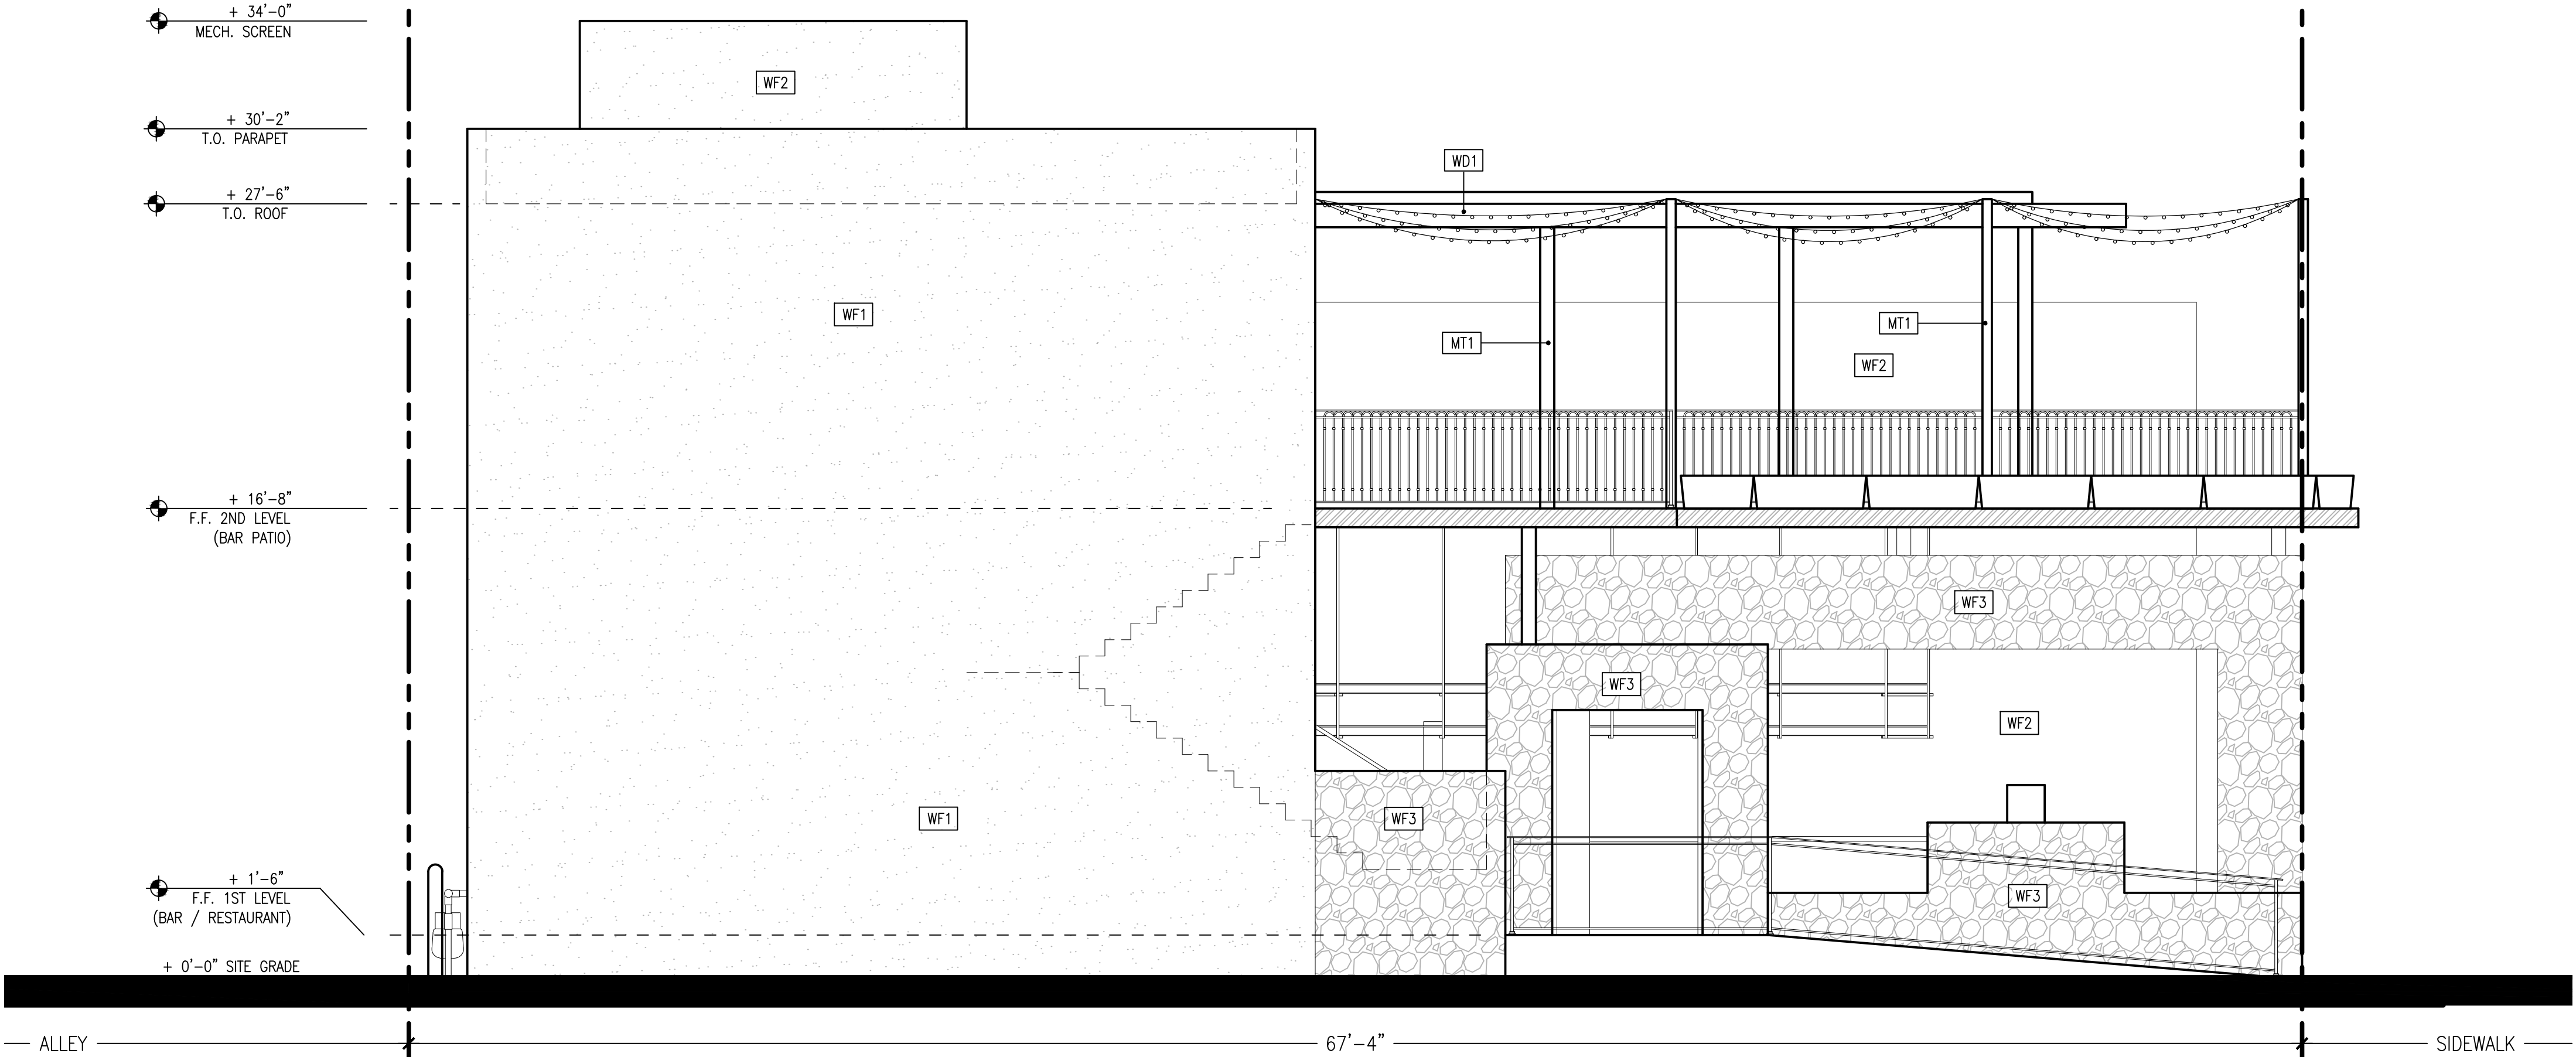 + 34'-0"
MECH. SCREEN
WF2
+ 30'-2"
T.O. PARAPET
WD1
+ 27'-6"
T.O. ROOF
WF1
MT1
MT1
WF2
+ 16'-8"
F.F. 2ND LEVEL
(BAR PATIO)
WF3
WF3
WF2
WF1
WF3
+ 1'-6"
F.F. 1ST LEVEL
(BAR / RESTAURANT)
WF3
+ 0'-0" SITE GRADE
ALLEY
67'-4"
SIDEWALK